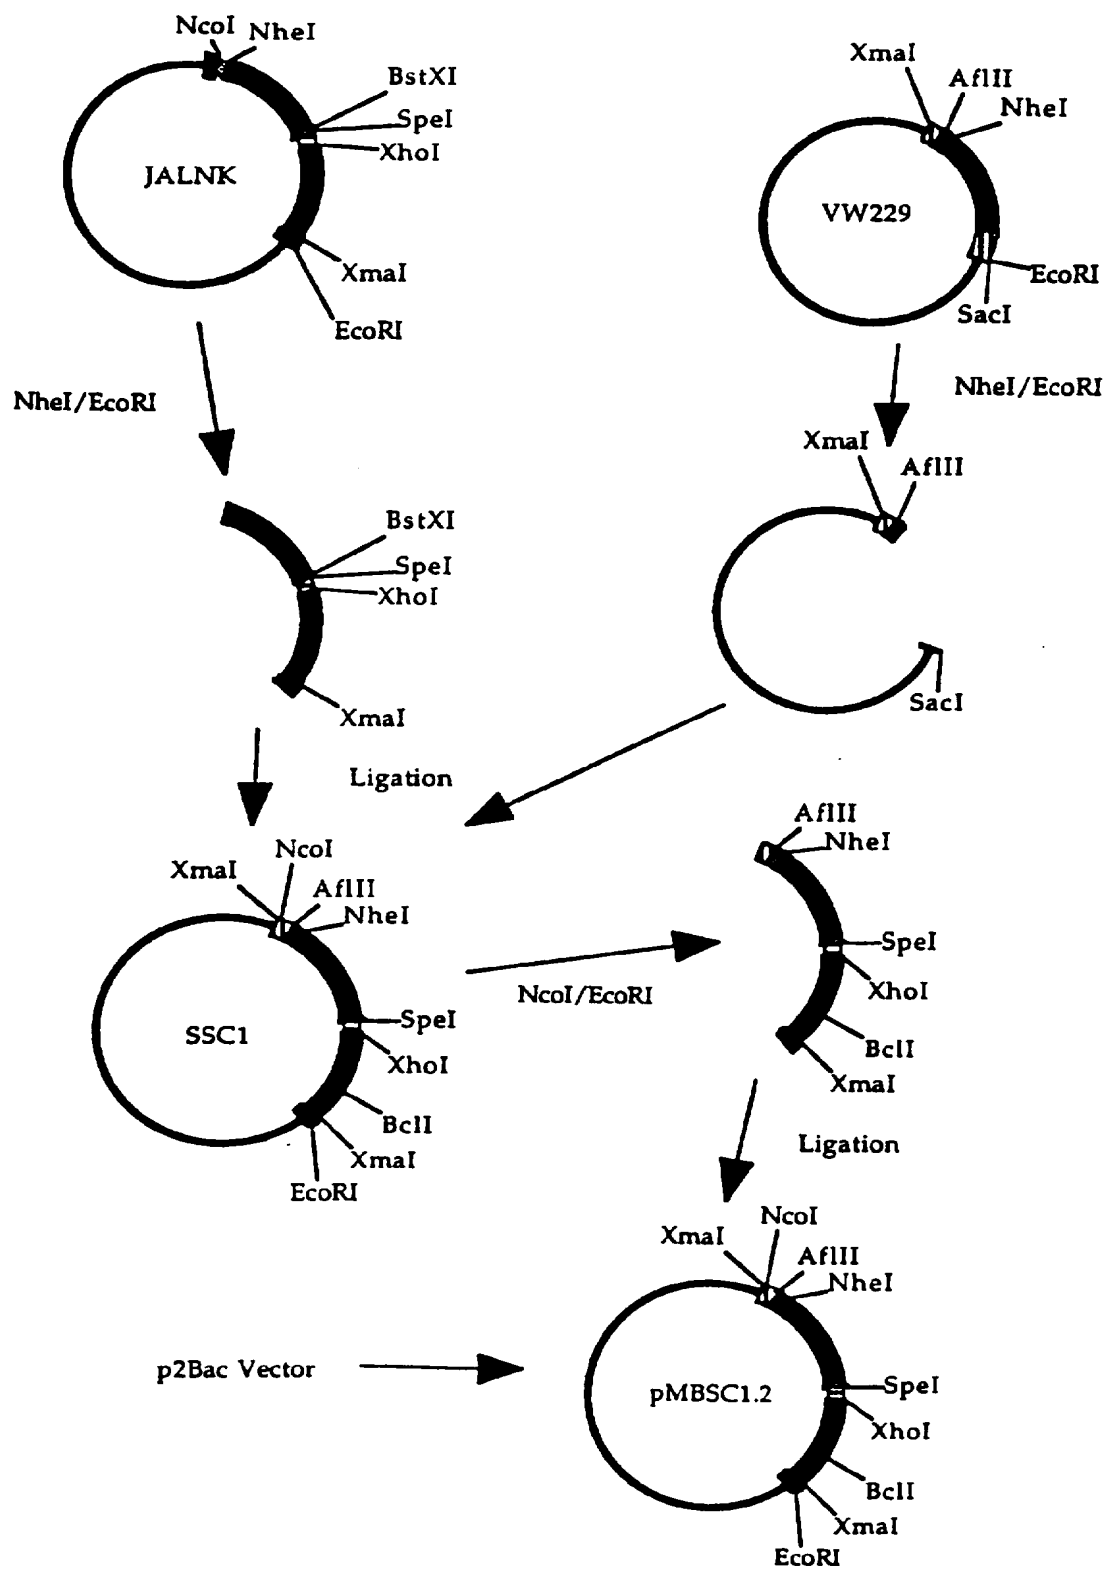 NcoI
NheI
BstXI
SpeI
XhoI
JALNK
XmaI
EcoRI
XmaI
AflII
NheI
VW229
EcoRI
SacI
NheI/EcoRI
NheI/EcoRI
XmaI
AflII
BstXI
SpeI
XhoI
XmaI
SacI
Ligation
AflII
NheI
NcoI
XmaI
AflII
NheI
SpeI
SSC1
XhoI
BclI
XmaI
EcoRI
NcoI/EcoRI
SpeI
XhoI
BclI
XmaI
Ligation
NcoI
XmaI
AflII
NheI
p2Bac Vector
pMBSC1.2
SpeI
XhoI
BclI
XmaI
EcoRI